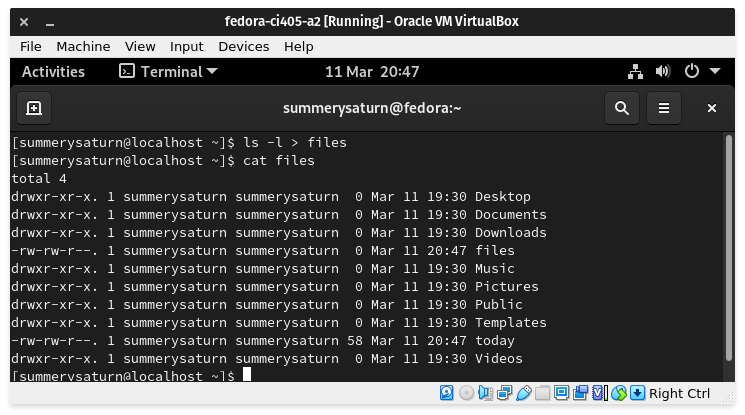 fedora-ci405-a2 [Running] - Oracle VM VirtualBox
File Machine View Input Devices Help
Activities Terminal 11 Mar 20:47
summerysaturn@fedora:~
[summerysaturn@localhost ~]$ ls -l > files
[summerysaturn@localhost ~]$ cat files
total 4
drwxr-xr-x. 1 summerysaturn summerysaturn  0 Mar 11 19:30 Desktop
drwxr-xr-x. 1 summerysaturn summerysaturn  0 Mar 11 19:30 Documents
drwxr-xr-x. 1 summerysaturn summerysaturn  0 Mar 11 19:30 Downloads
-rw-rw-r--. 1 summerysaturn summerysaturn  0 Mar 11 20:47 files
drwxr-xr-x. 1 summerysaturn summerysaturn  0 Mar 11 19:30 Music
drwxr-xr-x. 1 summerysaturn summerysaturn  0 Mar 11 19:30 Pictures
drwxr-xr-x. 1 summerysaturn summerysaturn  0 Mar 11 19:30 Public
drwxr-xr-x. 1 summerysaturn summerysaturn  0 Mar 11 19:30 Templates
-rw-rw-r--. 1 summerysaturn summerysaturn 58 Mar 11 20:47 today
drwxr-xr-x. 1 summerysaturn summerysaturn  0 Mar 11 19:30 Videos
[summerysaturn@localhost ~]$
Right Ctrl